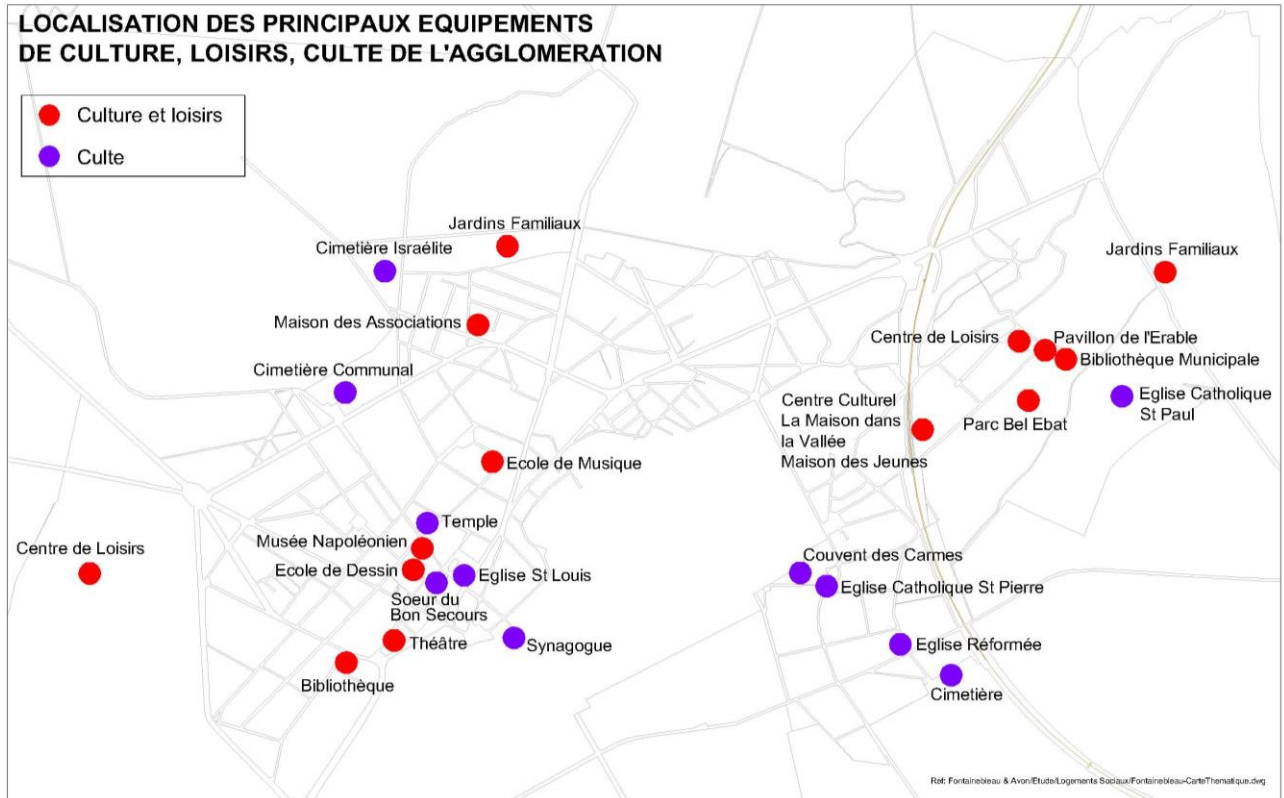 LOCALISATION DES PRINCIPAUX EQUIPEMENTS
DE CULTURE, LOISIRS, CULTE DE L'AGGLOMERATION
Culture et loisirs
Culte
Jardins Familiaux
Cimetière Israélite
Jardins Familiaux
Maison des Associations
Centre de Loisirs
Pavillon de l'Erable
Bibliothèque Municipale
Cimetière Communal
Eglise Catholique
St Paul
Parc Bel Ebat
Centre Culturel
La Maison dans
la Vallée
Maison des Jeunes
Ecole de Musique
Temple
Musée Napoléonien
Centre de Loisirs
Ecole de Dessin
Eglise St Louis
Soeur du
Bon Secours
Couvent des Carmes
Eglise Catholique St Pierre
Théâtre
Synagogue
Eglise Réformée
Bibliothèque
Cimetière
Réf: Fontainebleau & Avon/Etude/Logements Sociaux/Fontainebleau-CarteThematique.dwg